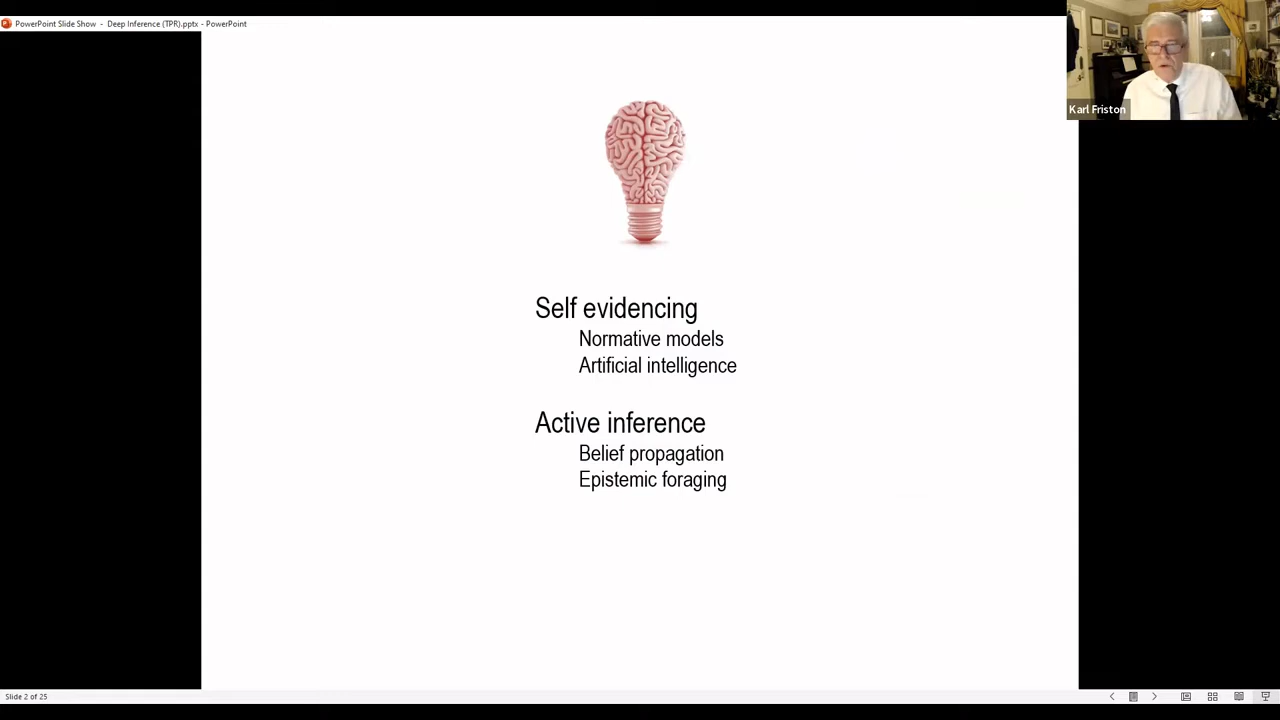 PowerPoint Slide Show - Deep Inference (TPR).pptx - PowerPoint
Karl Friston
Self evidencing
Normative models
Artificial intelligence
Active inference
Belief propagation
Epistemic foraging
Slide 2 of 25